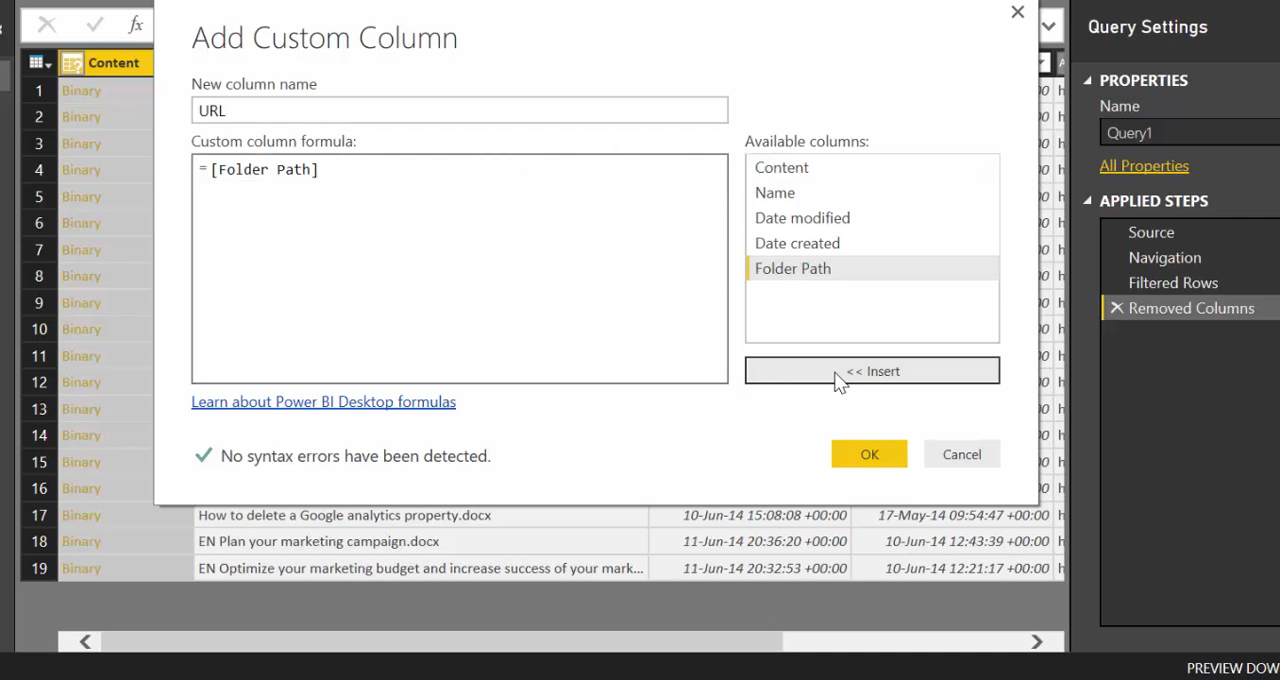 Add Custom Column
New column name
URL
Custom column formula:
=[Folder Path]
Available columns:
Content
Name
Date modified
Date created
Folder Path
<< Insert
Learn about Power BI Desktop formulas
No syntax errors have been detected.
OK
Cancel
fx
Content
1 Binary
2 Binary
3 Binary
4 Binary
5 Binary
6 Binary
7 Binary
8 Binary
9 Binary
10 Binary
11 Binary
12 Binary
13 Binary
14 Binary
15 Binary
16 Binary
17 Binary How to delete a Google analytics property.docx 10-Jun-14 15:08:08 +00:00 17-May-14 09:54:47 +00:00 h
18 Binary EN Plan your marketing campaign.docx 11-Jun-14 20:36:20 +00:00 10-Jun-14 12:43:39 +00:00 h
19 Binary EN Optimize your marketing budget and increase success of your mark... 11-Jun-14 20:32:53 +00:00 10-Jun-14 12:21:17 +00:00 h
Query Settings
PROPERTIES
Name
Query1
All Properties
APPLIED STEPS
Source
Navigation
Filtered Rows
Removed Columns
PREVIEW DOW